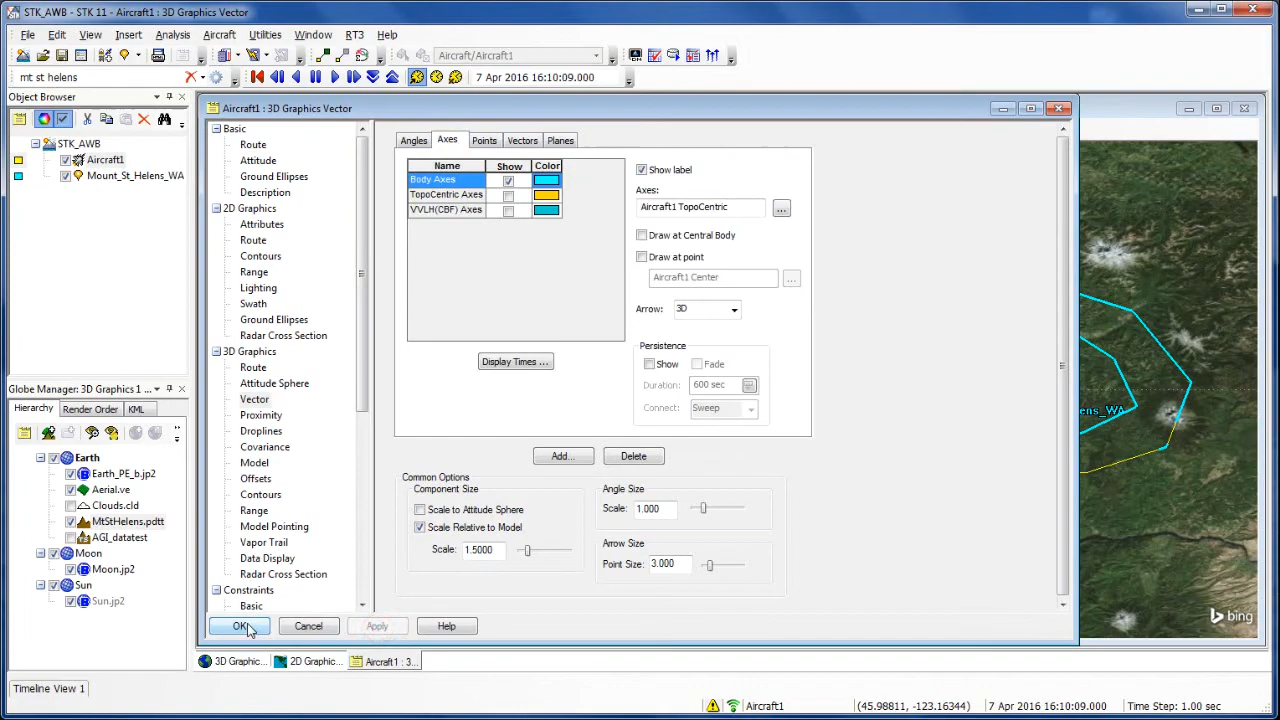 STK_AWB - STK 11 - Aircraft1 : 3D Graphics Vector
File Edit View Insert Analysis Aircraft Utilities Window RT3 Help
Aircraft/Aircraft1
mt st helens 7 Apr 2016 16:10:09.000
Object Browser
STK_AWB
Aircraft1
Mount_St_Helens_WA
Globe Manager: 3D Graphics 1 ...
Hierarchy Render Order KML
Earth
Earth_PE_b.jp2
Aerial.ve
Clouds.cld
MtStHelens.pdtt
AGI_datatest
Moon
Moon.jp2
Sun
Sun.jp2
Aircraft1 : 3D Graphics Vector
Basic
Route
Attitude
Ground Ellipses
Description
2D Graphics
Attributes
Route
Contours
Range
Lighting
Swath
Ground Ellipses
Radar Cross Section
3D Graphics
Route
Attitude Sphere
Vector
Proximity
Droplines
Covariance
Model
Offsets
Contours
Range
Model Pointing
Vapor Trail
Data Display
Radar Cross Section
Constraints
Basic
Angles Axes Points Vectors Planes
Name Show Color
Body Axes
TopoCentric Axes
VVLH(CBF) Axes
Display Times ...
Show label
Axes:
Aircraft1 TopoCentric ...
Draw at Central Body
Draw at point
Aircraft1 Center ...
Arrow: 3D
Persistence
Show Fade
Duration: 600 sec
Connect: Sweep
Add... Delete
Common Options
Component Size
Scale to Attitude Sphere
Scale Relative to Model
Scale: 1.5000
Angle Size
Scale: 1.000
Arrow Size
Point Size: 3.000
OK Cancel Apply Help
elens_WA
bing
3D Graphic... 2D Graphic... Aircraft1 : 3...
Timeline View 1
Aircraft1 (45.98811, -123.16344) 7 Apr 2016 16:10:09.000 Time Step: 1.00 sec